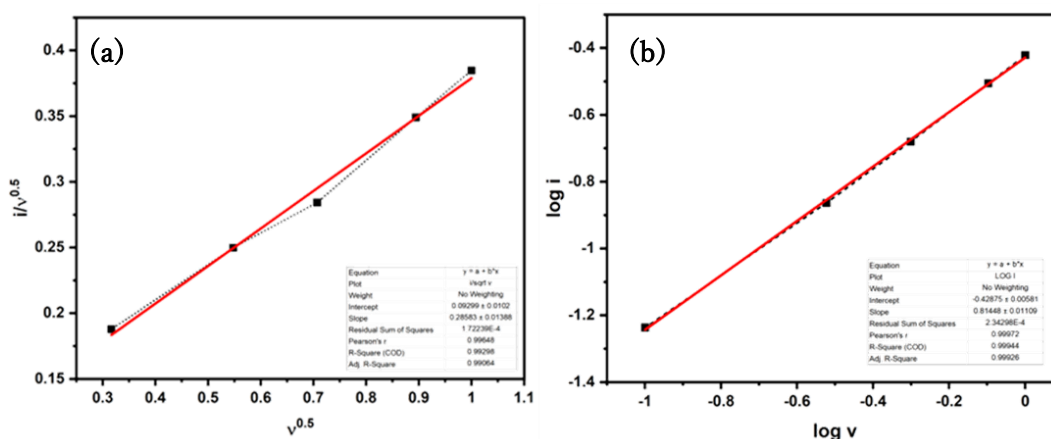 (a)
0.4
0.35
0.3
0.25
0.2
0.15
i/ν^0.5
0.3 0.4 0.5 0.6 0.7 0.8 0.9 1 1.1
ν^0.5
Equation y = a + b*x
Plot i/sqrt v
Weight No Weighting
Intercept 0.09299 ± 0.0102
Slope 0.28583 ± 0.01388
Residual Sum of Squares 1.72239E-4
Pearson's r 0.99648
R-Square (COD) 0.99298
Adj. R-Square 0.99064
(b)
-0.4
-0.6
-0.8
-1
-1.2
-1.4
log i
-1 -0.8 -0.6 -0.4 -0.2 0
log v
Equation y = a + b*x
Plot LOG I
Weight No Weighting
Intercept -0.42875 ± 0.00581
Slope 0.81448 ± 0.01109
Residual Sum of Squares 2.34298E-4
Pearson's r 0.99972
R-Square (COD) 0.99944
Adj. R-Square 0.99926